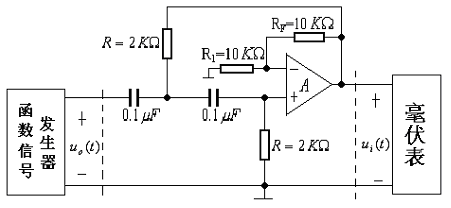 R_F=10 KΩ
R = 2 KΩ
R₁=10 KΩ
−
A
+
0.1 μF
0.1 μF
R = 2 KΩ
函数信号
发生器
+
u_o(t)
−
+
u_i(t)
−
毫伏表